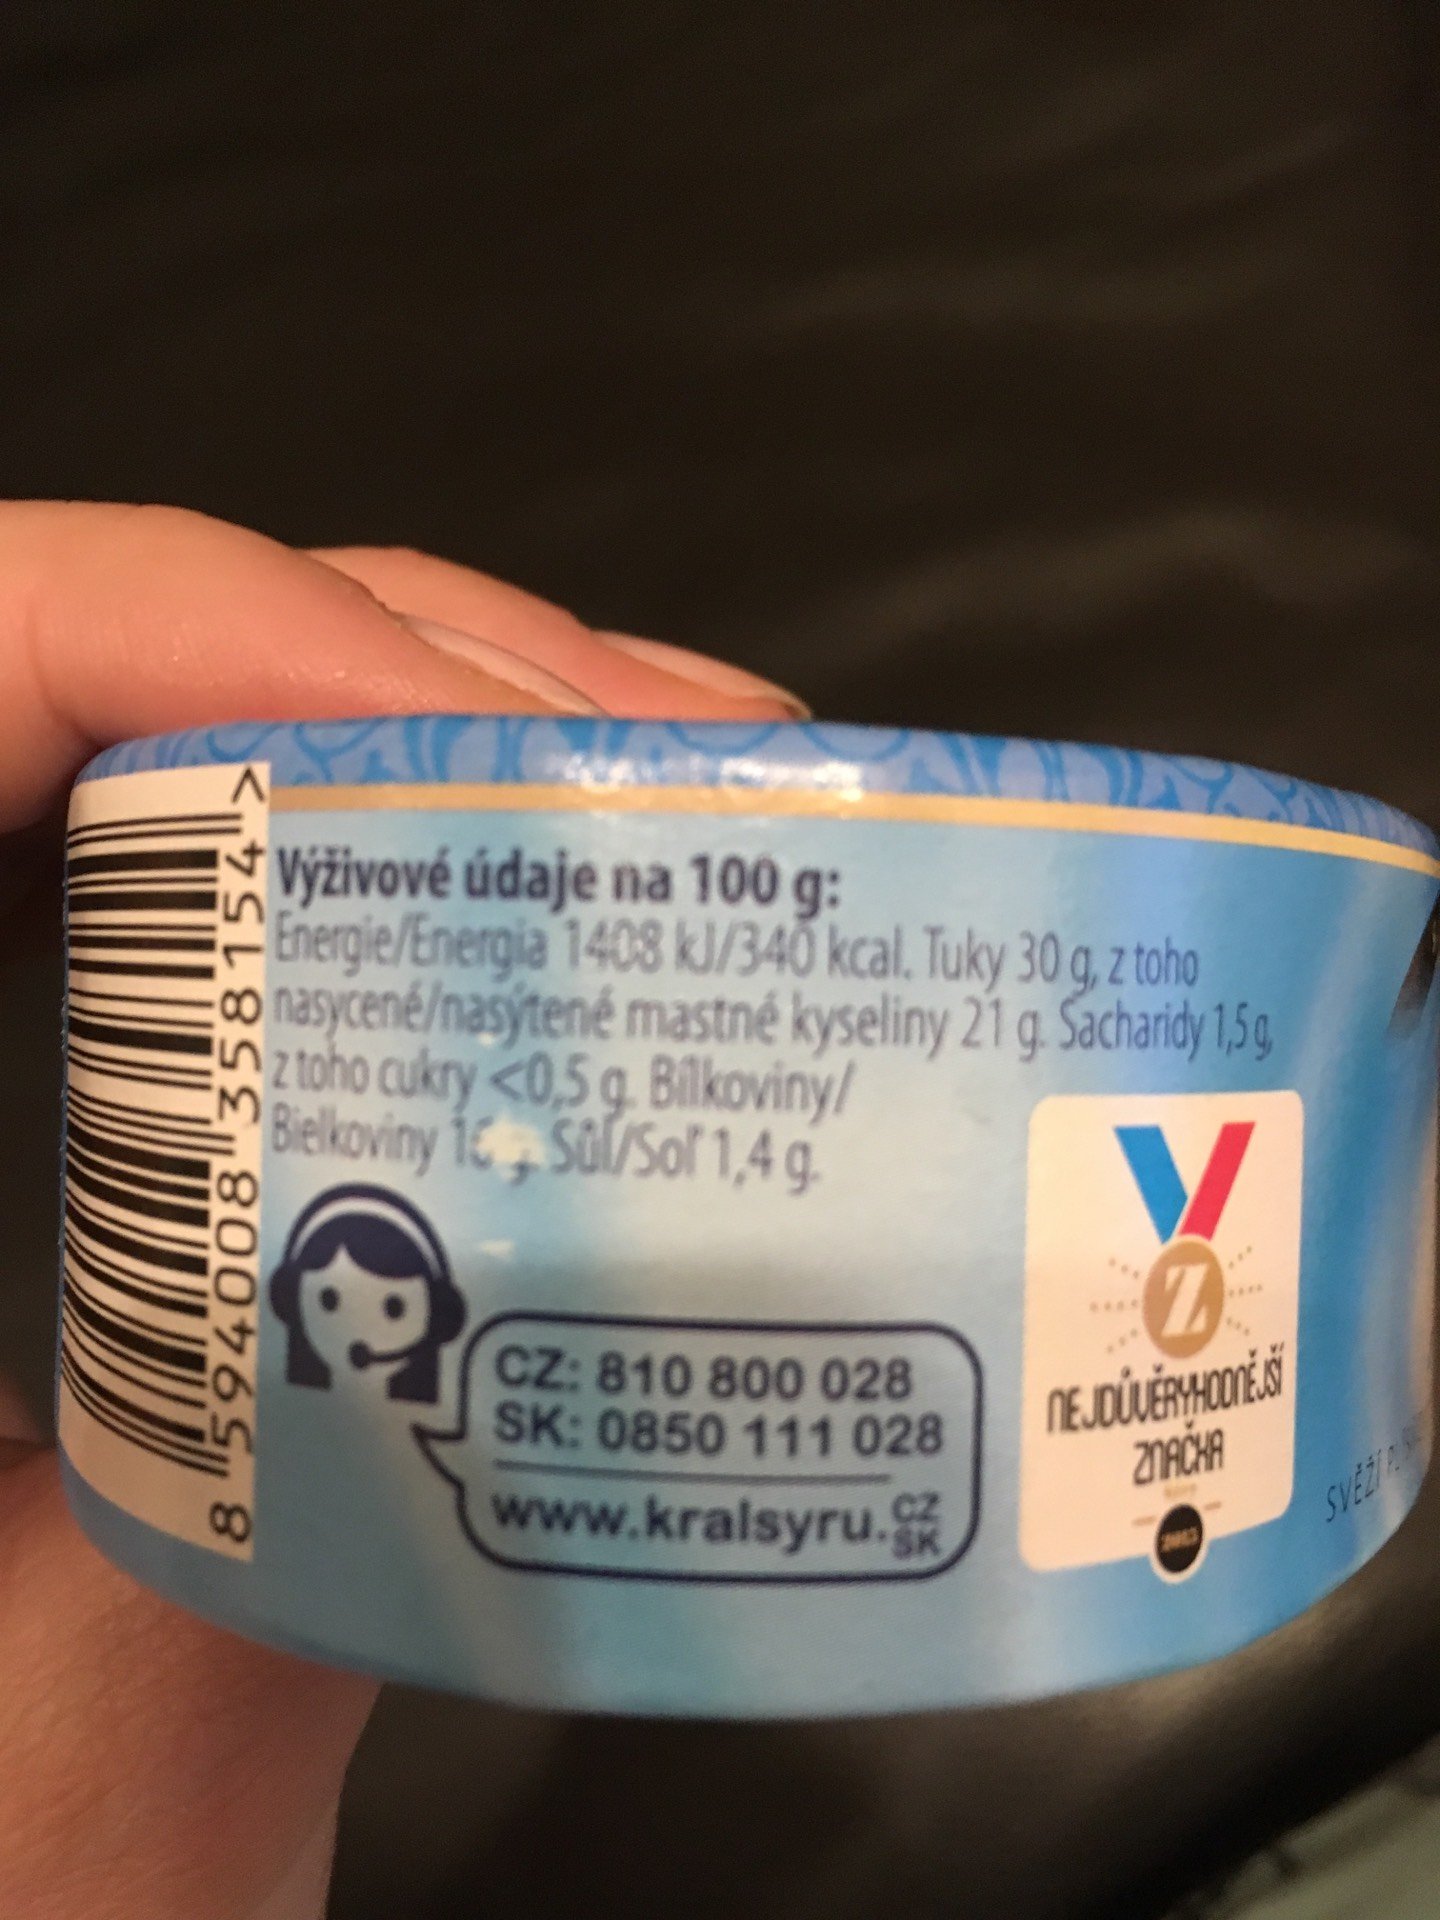 8 594008 358154 >
Výživové údaje na 100 g:
Energie/Energia 1408 kJ/340 kcal. Tuky 30 g, z toho
nasycené/nasýtené mastné kyseliny 21 g. Sacharidy 1,5 g,
z toho cukry <0,5 g. Bílkoviny/
Bielkoviny g. Sůl/Soľ 1,4 g.
CZ: 810 800 028
SK: 0850 111 028
www.kralsyru.CZ
SK
Z
NEJDŮVĚRYHODNĚJŠÍ
ZNAČKA
SVĚŽÍ